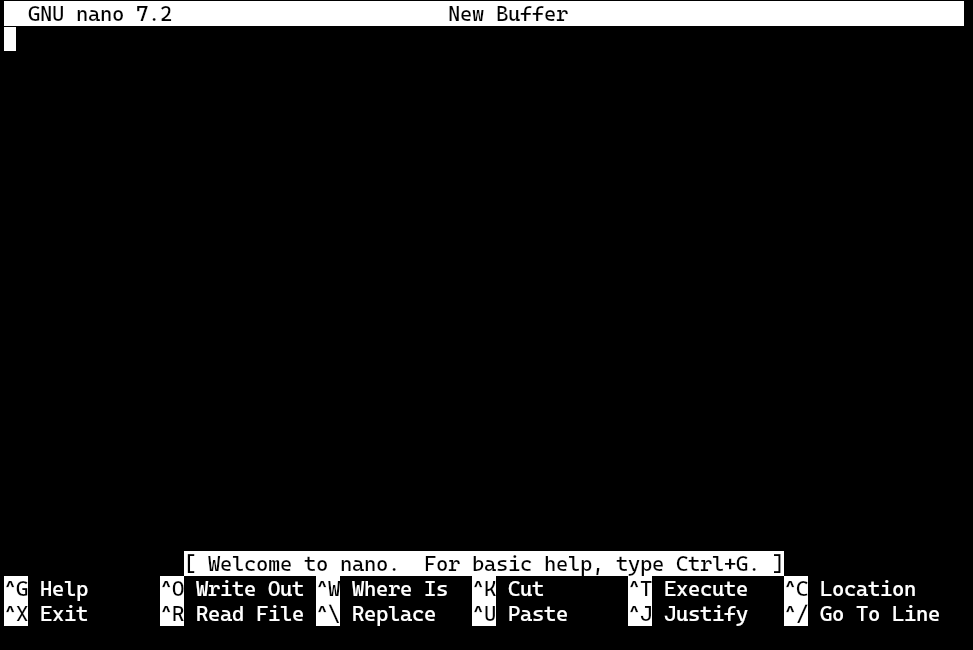 GNU nano 7.2 New Buffer
[ Welcome to nano.  For basic help, type Ctrl+G. ]
^G Help ^O Write Out ^W Where Is ^K Cut ^T Execute ^C Location
^X Exit ^R Read File ^\ Replace ^U Paste ^J Justify ^/ Go To Line